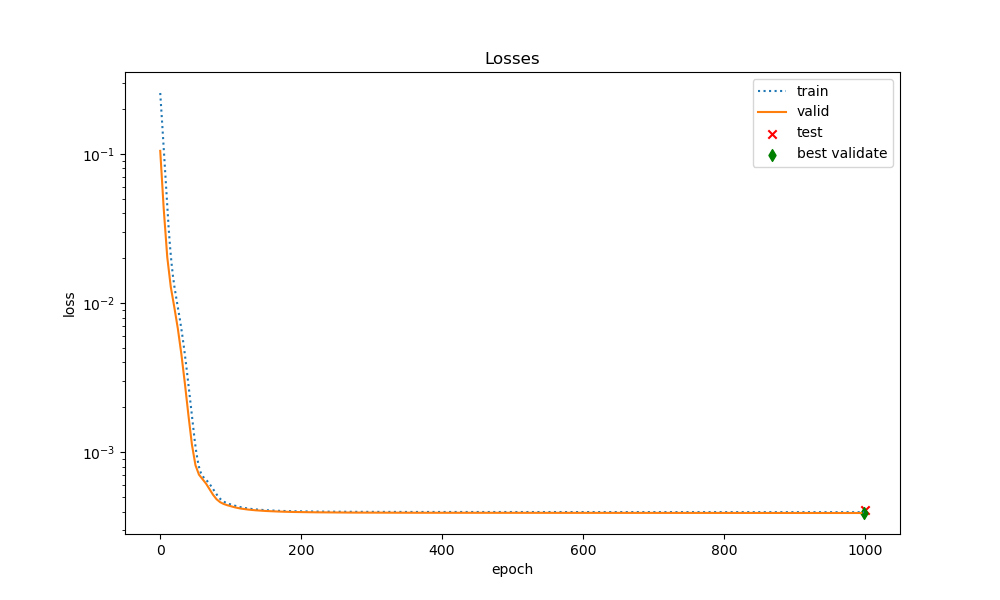 Losses
train
valid
test
best validate
10⁻¹
10⁻²
10⁻³
loss
0 200 400 600 800 1000
epoch